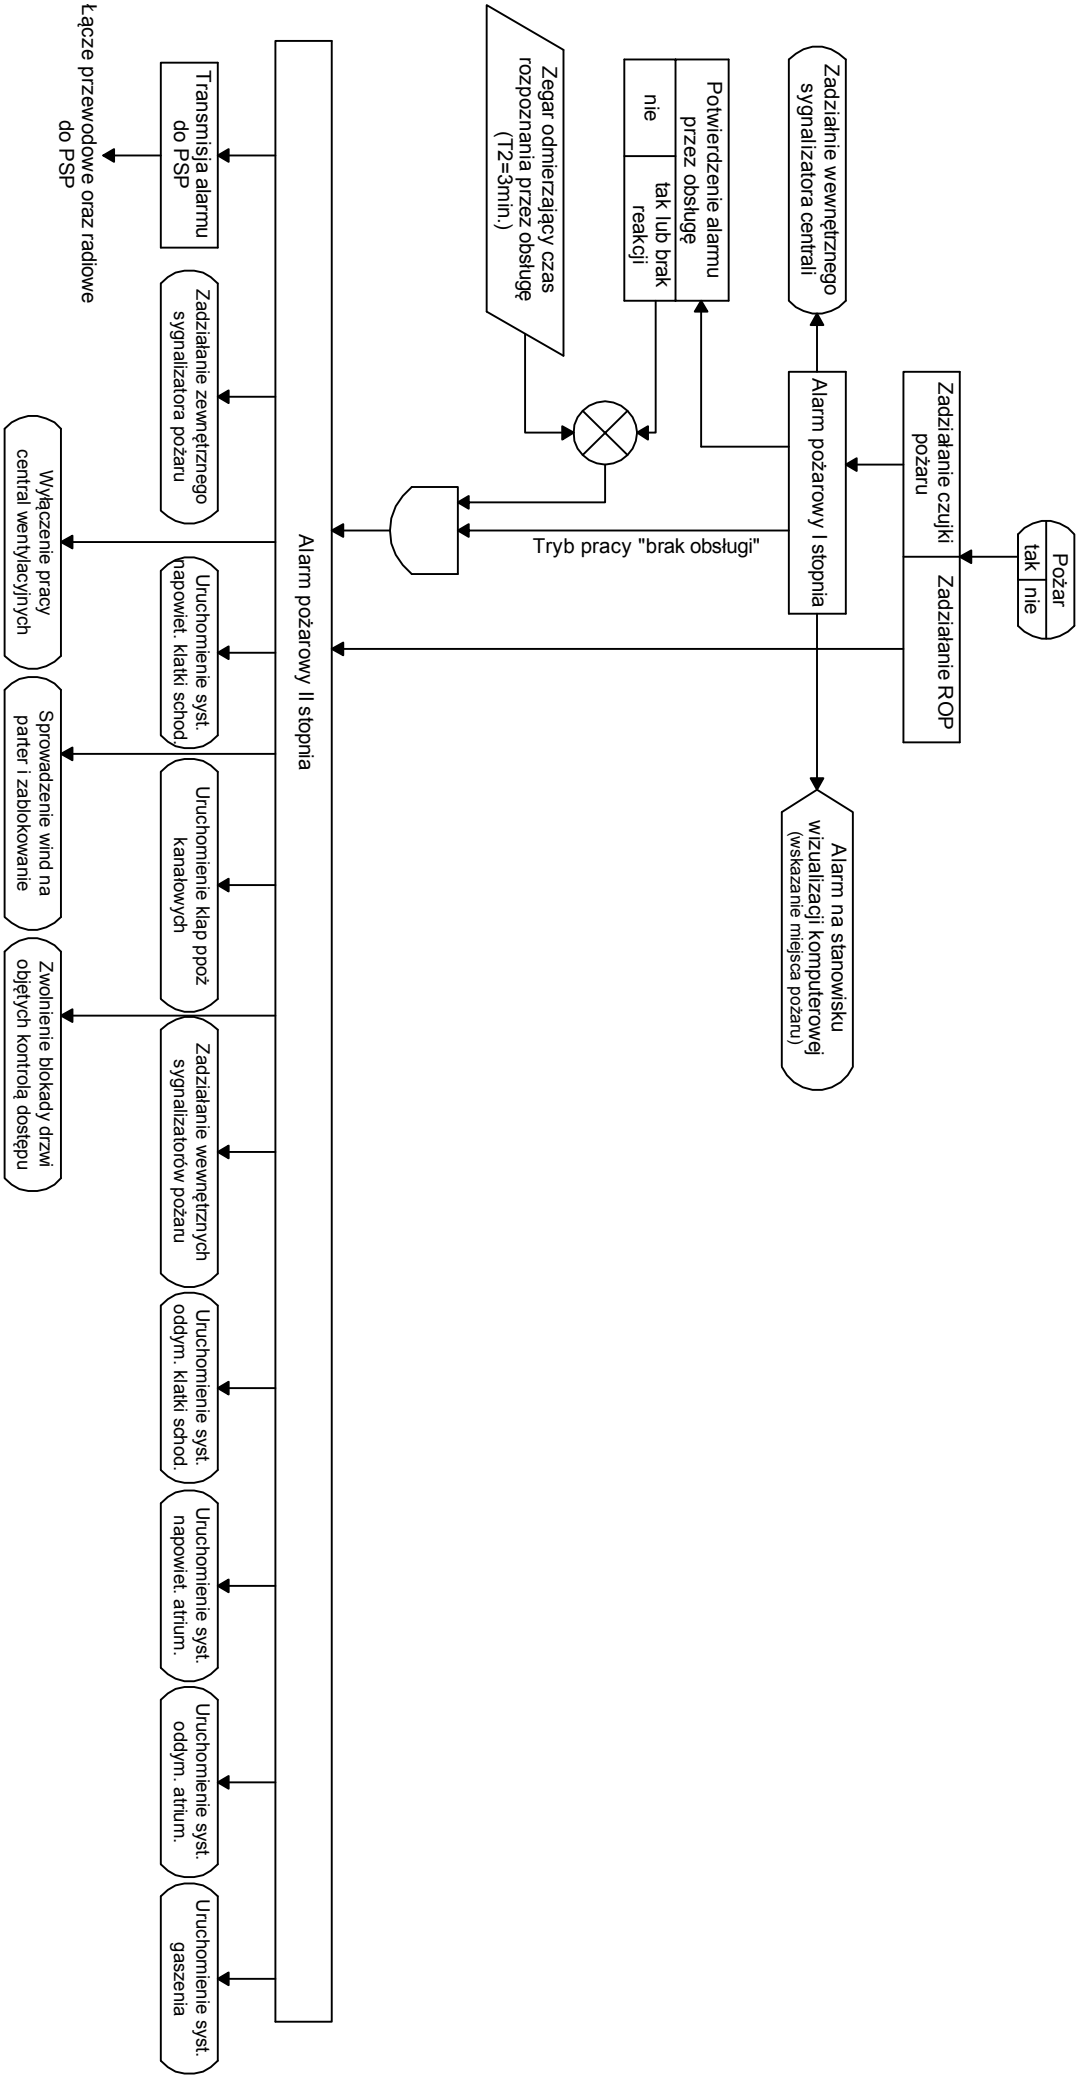 Pożar
tak
nie
Zadziałanie czujki
pożaru
Zadziałanie ROP
Zadziałnie wewnętrznego
sygnalizatora centrali
Alarm pożarowy I stopnia
Alarm na stanowisku
wizualizacji komputerowej
(wskazanie miejsca pożaru)
Potwierdzenie alarmu
przez obsługę
nie
tak lub brak
reakcji
Zegar odmierzający czas
rozpoznania przez obsługę
(T2=3min.)
Tryb pracy "brak obsługi"
Alarm pożarowy II stopnia
Transmisja alarmu
do PSP
Zadziałanie zewnętrznego
sygnalizatora pożaru
Uruchomienie syst.
napowiet. klatki schod.
Uruchomienie klap ppoż
kanałowych
Zadziałanie wewnętrznych
sygnalizatorów pożaru
Uruchomienie syst.
oddym. klatki schod.
Uruchomienie syst.
napowiet. atrium.
Uruchomienie syst.
oddym. atrium.
Uruchomienie syst.
gaszenia
Łącze przewodowe oraz radiowe
do PSP
Wyłączenie pracy
central wentylacyjnych
Sprowadzenie wind na
parter i zablokowanie
Zwolnienie blokady drzwi
objętych kontrolą dostępu